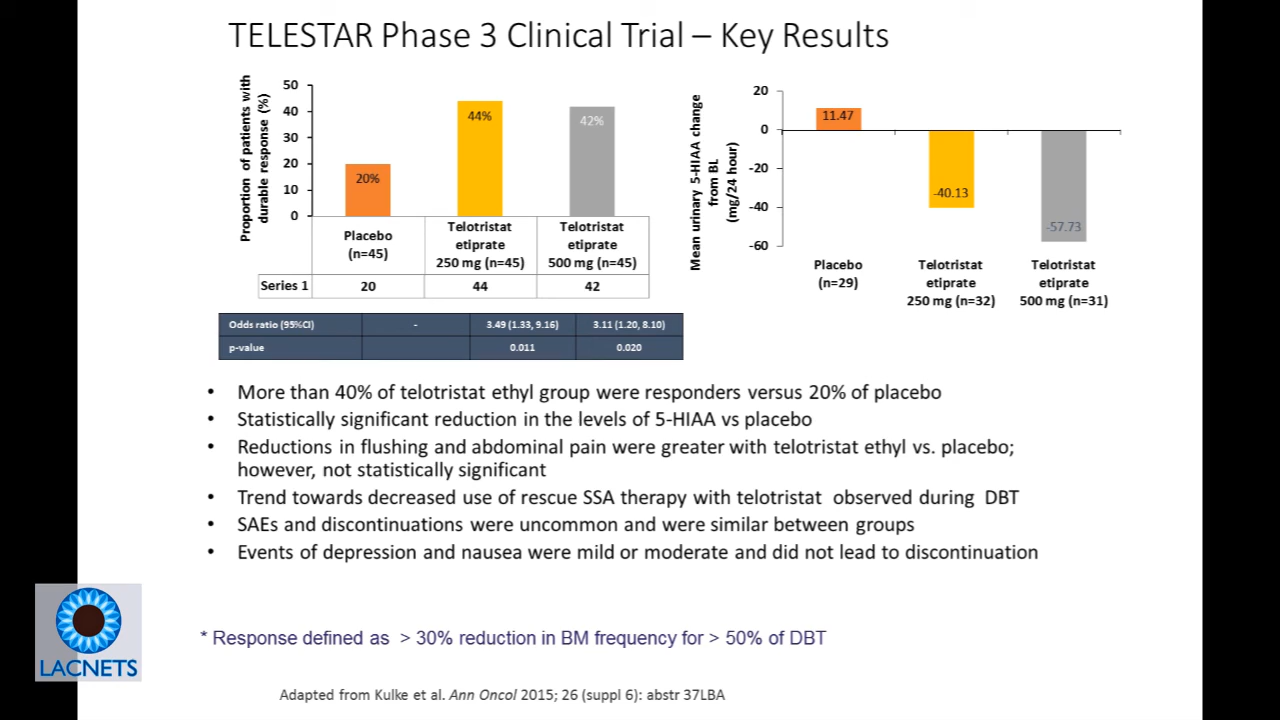 TELESTAR Phase 3 Clinical Trial – Key Results
Proportion of patients with
durable response (%)
50
40
30
20
10
0
20%
44%
42%
Placebo
(n=45)
Telotristat
etiprate
250 mg (n=45)
Telotristat
etiprate
500 mg (n=45)
Series 1 20 44 42
Odds ratio (95%CI) - 3.49 (1.33, 9.16) 3.11 (1.20, 8.10)
p-value 0.011 0.020
Mean urinary 5-HIAA change
from BL
(mg/24 hour)
20
0
-20
-40
-60
11.47
-40.13
-57.73
Placebo
(n=29)
Telotristat
etiprate
250 mg (n=32)
Telotristat
etiprate
500 mg (n=31)
• More than 40% of telotristat ethyl group were responders versus 20% of placebo
• Statistically significant reduction in the levels of 5-HIAA vs placebo
• Reductions in flushing and abdominal pain were greater with telotristat ethyl vs. placebo;
however, not statistically significant
• Trend towards decreased use of rescue SSA therapy with telotristat observed during DBT
• SAEs and discontinuations were uncommon and were similar between groups
• Events of depression and nausea were mild or moderate and did not lead to discontinuation
LACNETS
* Response defined as > 30% reduction in BM frequency for > 50% of DBT
Adapted from Kulke et al. Ann Oncol 2015; 26 (suppl 6): abstr 37LBA